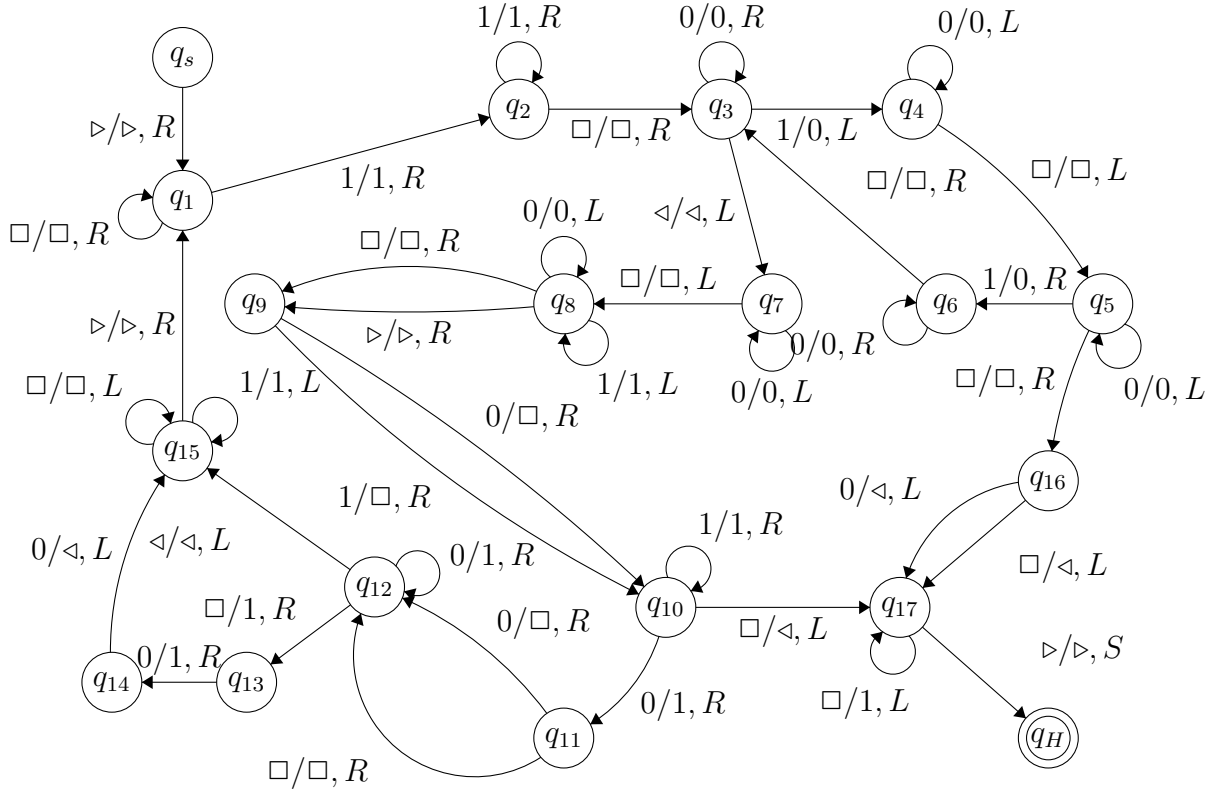 1/1, R
0/0, R
0/0, L
q_s
q_2
q_3
q_4
▹/▹, R
□/□, R
1/0, L
1/1, R
□/□, R
□/□, L
q_1
□/□, R
◃/◃, L
0/0, L
□/□, R
□/□, L
1/0, R
q_9
q_8
q_7
q_6
q_5
▹/▹, R
▹/▹, R
0/0, R
□/□, L
1/1, L
1/1, L
0/0, L
□/□, R
0/0, L
0/□, R
q_15
q_16
0/◃, L
1/□, R
1/1, R
0/◃, L
◃/◃, L
0/1, R
□/◃, L
q_12
□/1, R
0/□, R
q_10
q_17
□/◃, L
0/1, R
▹/▹, S
q_14
q_13
0/1, R
□/1, L
q_11
q_H
□/□, R